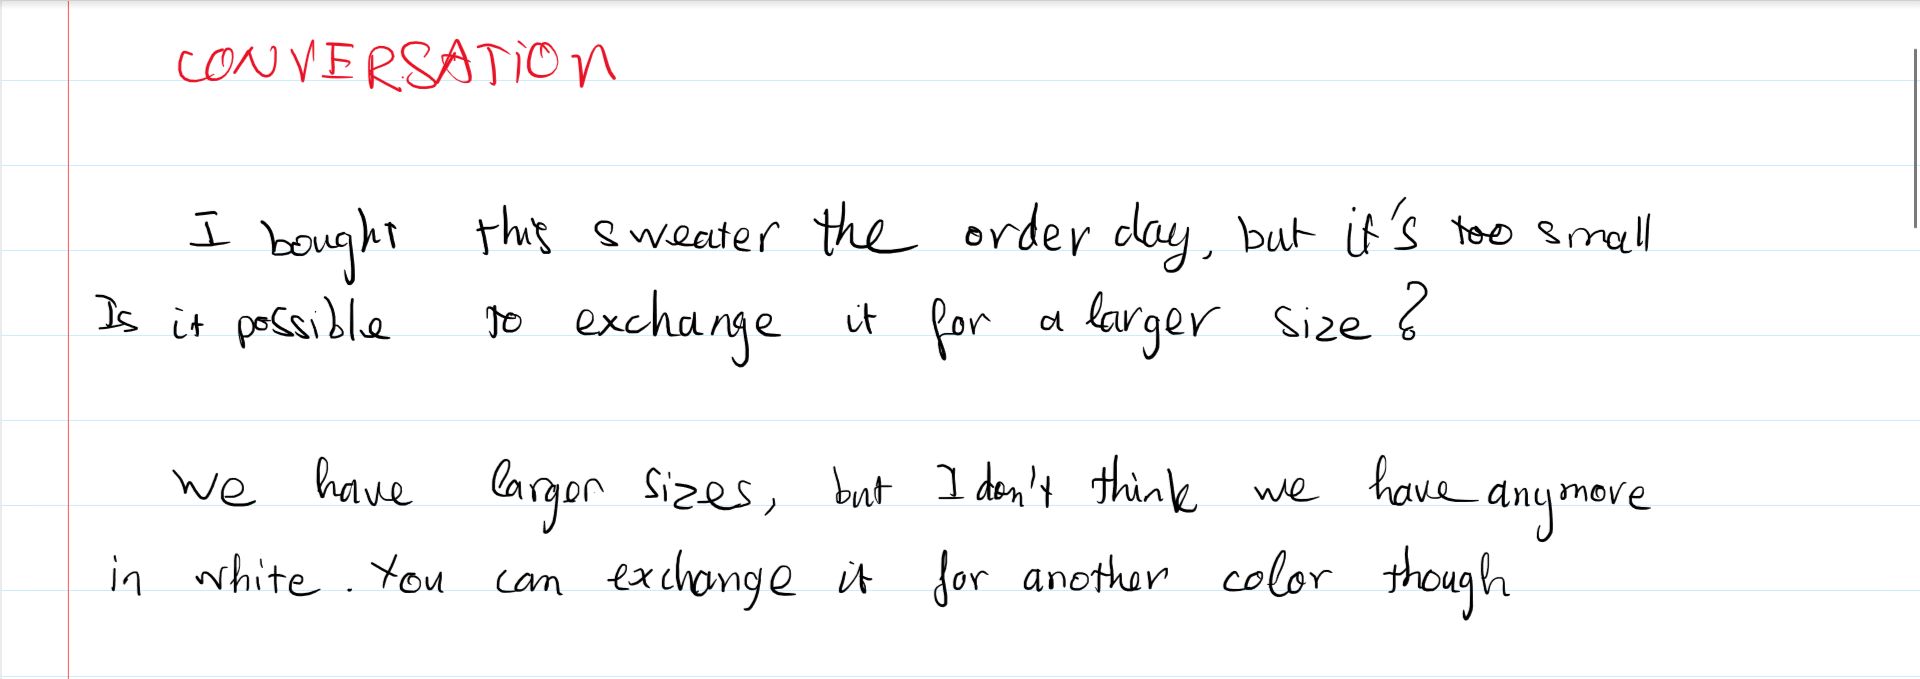 CONVERSATION
I bought this sweater the order day, but it's too small
Is it possible to exchange it for a larger size?
We have larger sizes, but I don't think we have anymore
in white. You can exchange it for another color though